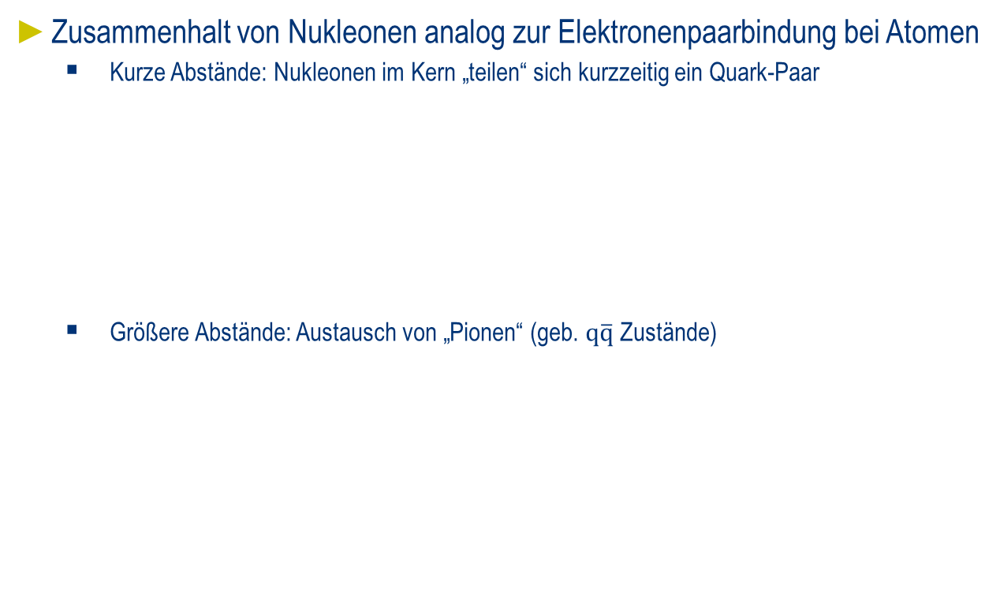 ► Zusammenhalt von Nukleonen analog zur Elektronenpaarbindung bei Atomen
▪ Kurze Abstände: Nukleonen im Kern „teilen“ sich kurzzeitig ein Quark-Paar
▪ Größere Abstände: Austausch von „Pionen“ (geb. qq̅ Zustände)